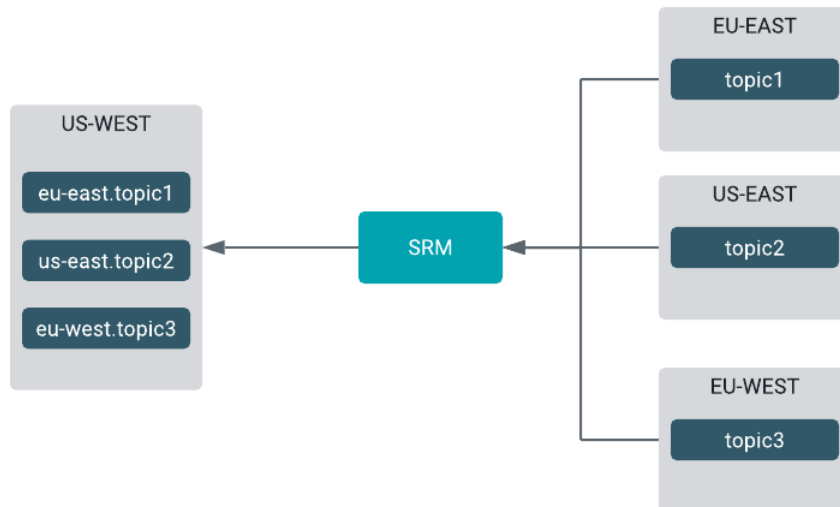 US-WEST
eu-east.topic1
us-east.topic2
eu-west.topic3
SRM
EU-EAST
topic1
US-EAST
topic2
EU-WEST
topic3